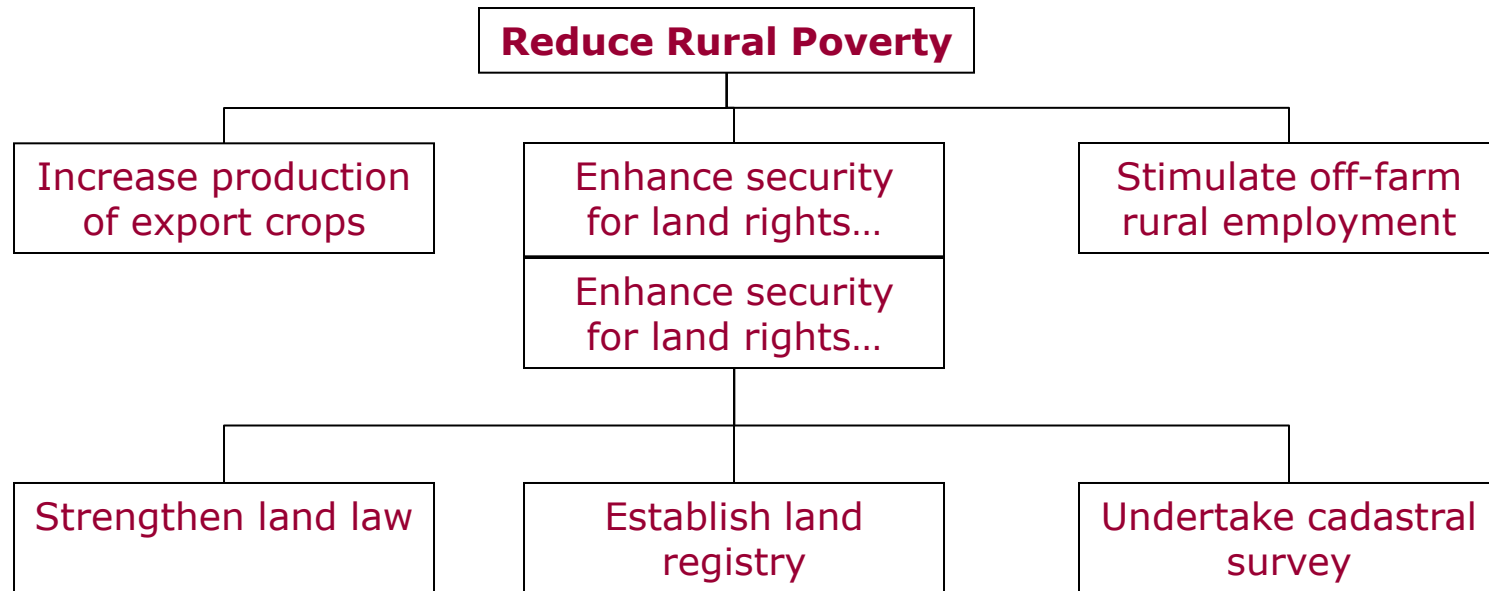 Reduce Rural Poverty
Increase production
of export crops
Enhance security
for land rights…
Stimulate off-farm
rural employment
Enhance security
for land rights…
Strengthen land law
Establish land
registry
Undertake cadastral
survey